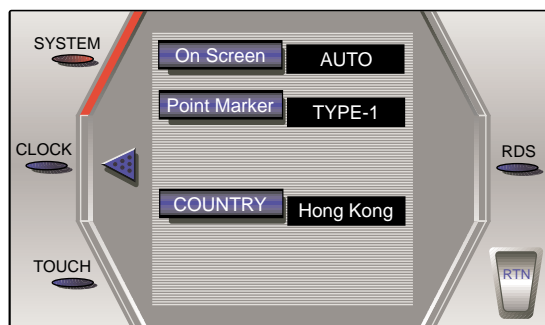 SYSTEM
On Screen
AUTO
Point Marker
TYPE-1
CLOCK
RDS
COUNTRY
Hong Kong
TOUCH
RTN